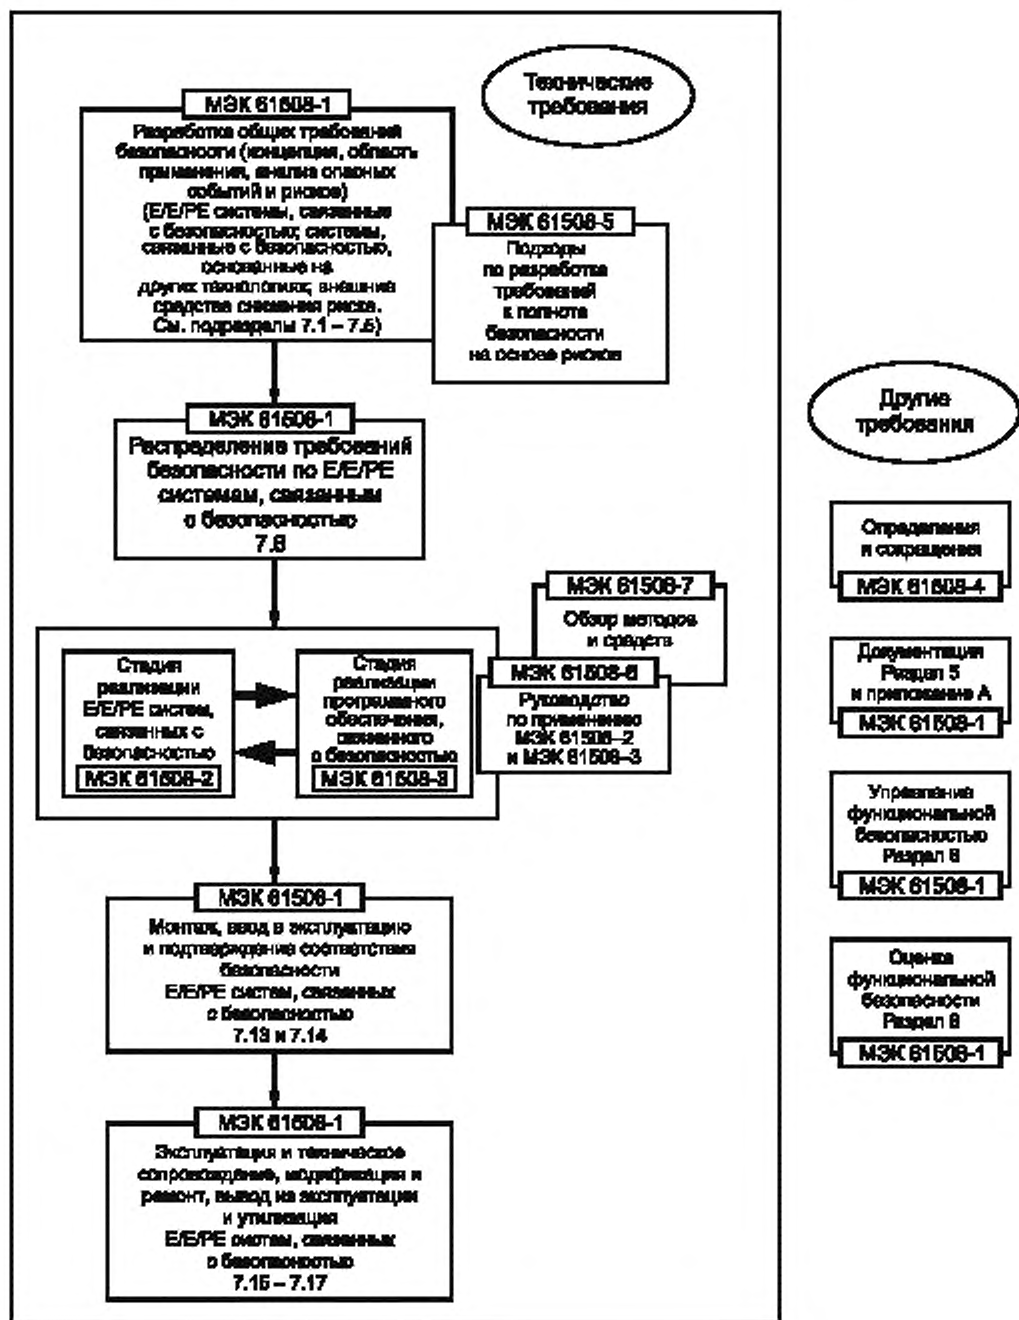 Технические
требования
МЭК 61508-1
Разработка общих требований
безопасности (концепция, область
применения, анализ опасных
событий и рисков)
(E/E/PE системы, связанные
с безопасностью; системы,
связанные с безопасностью,
основанные на
других технологиях; внешние
средства снижения риска.
См. подразделы 7.1 – 7.5)
МЭК 61508-5
Подходы
по разработке
требований
к полноте
безопасности
на основе рисков
МЭК 61508-1
Распределение требований
безопасности по E/E/PE
системам, связанным
с безопасностью
7.6
МЭК 61508-7
Обзор методов
и средств
МЭК 61508-6
Руководство
по применению
МЭК 61508–2
и МЭК 61508–3
Стадия
реализации
E/E/PE систем,
связанных с
безопасностью
МЭК 61508-2
Стадия
реализации
программного
обеспечения,
связанного
с безопасностью
МЭК 61508-3
МЭК 61508-1
Монтаж, ввод в эксплуатацию
и подтверждение соответствия
безопасности
E/E/PE систем, связанных
с безопасностью
7.13 и 7.14
МЭК 61508-1
Эксплуатация и техническое
сопровождение, модификация и
ремонт, вывод из эксплуатации
и утилизация
E/E/PE систем, связанных
с безопасностью
7.15 – 7.17
Другие
требования
Определения
и сокращения
МЭК 61508-4
Документация
Раздел 5
и приложение А
МЭК 61508-1
Управление
функциональной
безопасностью
Раздел 6
МЭК 61508-1
Оценка
функциональной
безопасности
Раздел 8
МЭК 61508-1